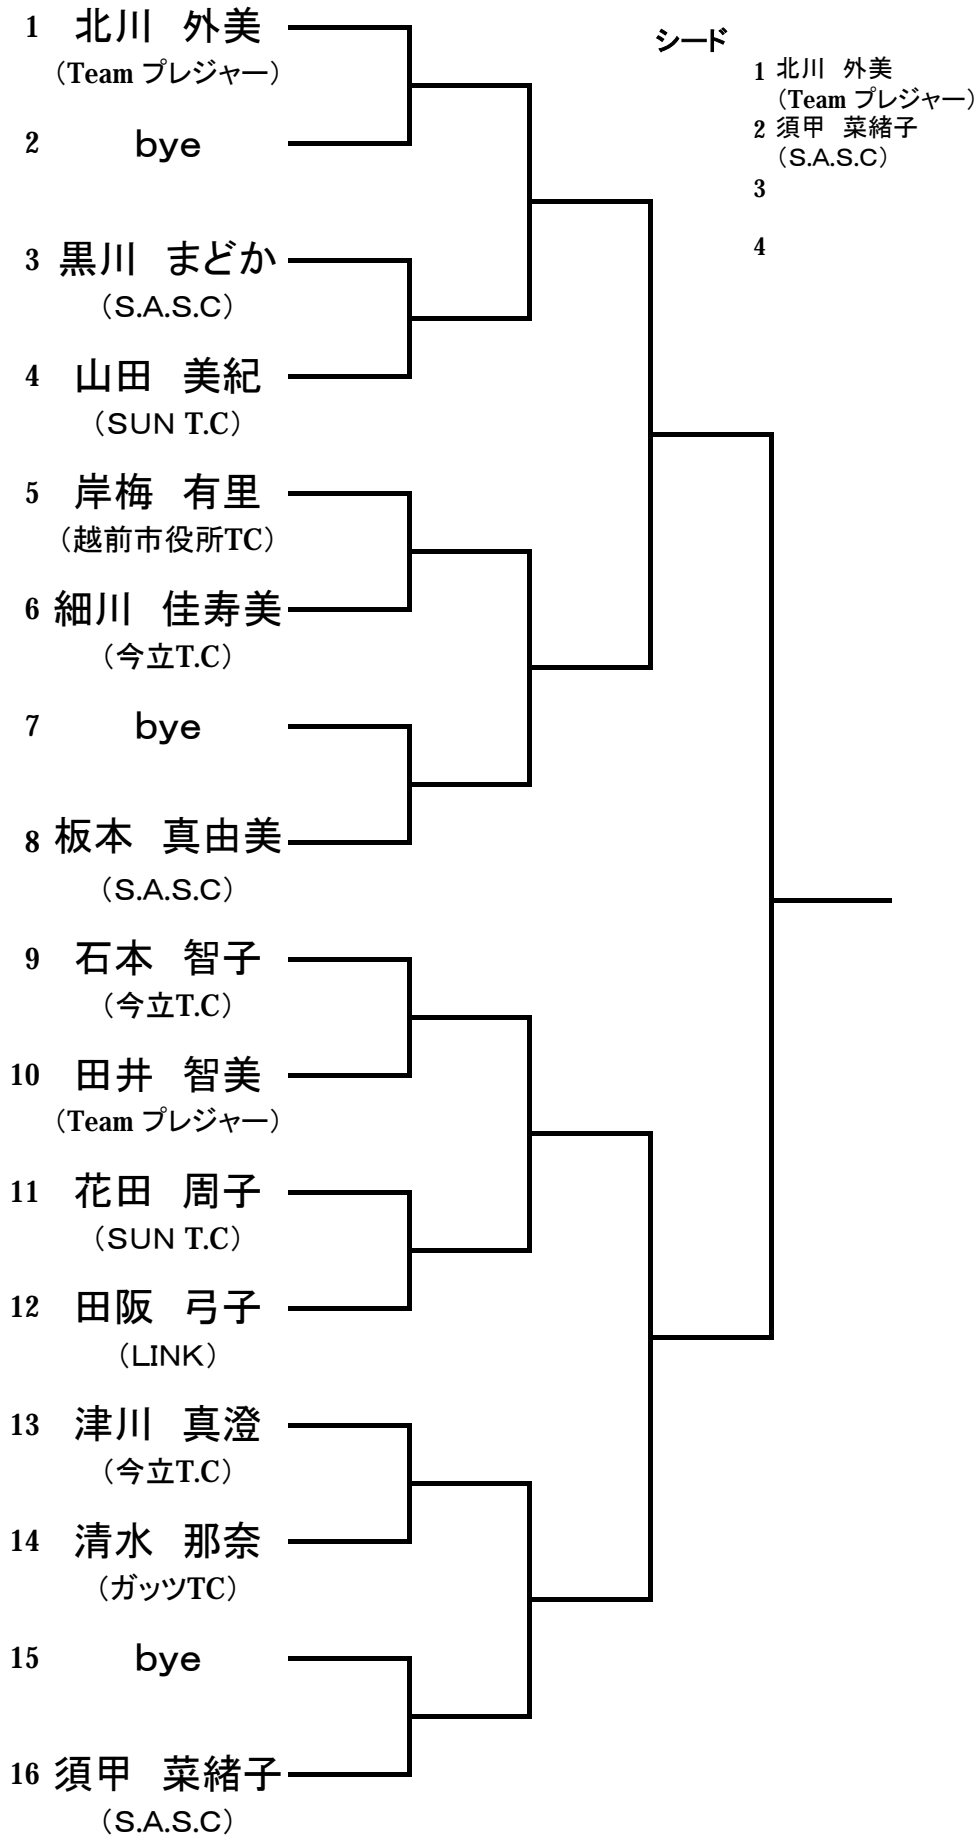 1 北川　外美
（Team プレジャー）
2 bye
3 黒川　まどか
（S.A.S.C）
4 山田　美紀
（SUN T.C）
5 岸梅　有里
（越前市役所TC）
6 細川　佳寿美
（今立T.C）
7 bye
8 板本　真由美
（S.A.S.C）
9 石本　智子
（今立T.C）
10 田井　智美
（Team プレジャー）
11 花田　周子
（SUN T.C）
12 田阪　弓子
（LINK）
13 津川　真澄
（今立T.C）
14 清水　那奈
（ガッツTC）
15 bye
16 須甲　菜緒子
（S.A.S.C）
シード
1 北川　外美
（Team プレジャー）
2 須甲　菜緒子
（S.A.S.C）
3
4